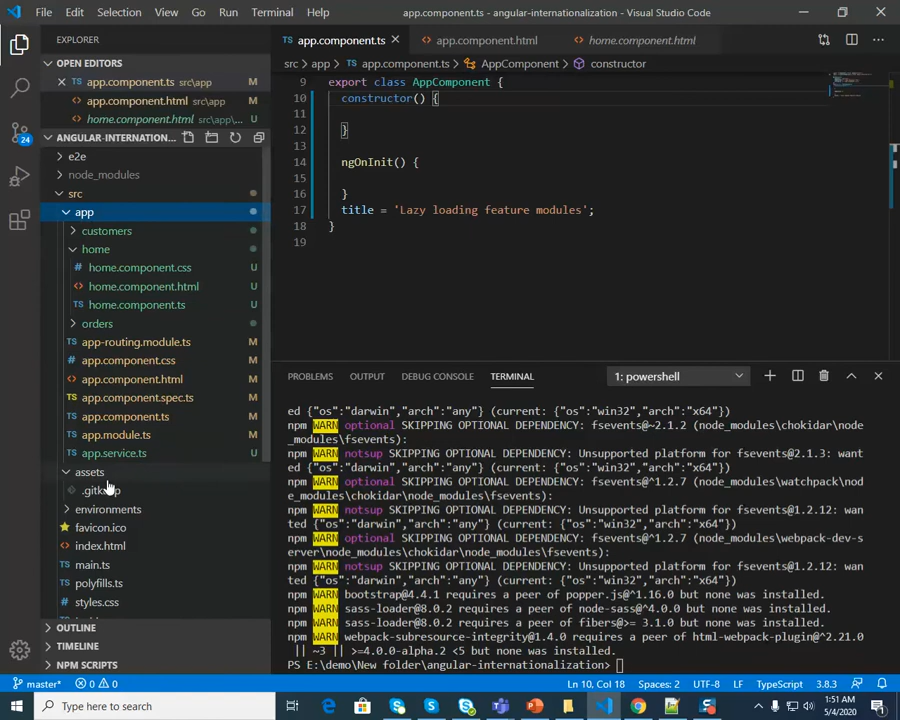 File Edit Selection View Go Run Terminal Help
app.component.ts - angular-internationalization - Visual Studio Code
EXPLORER
OPEN EDITORS
app.component.ts src\app M
app.component.html src\app M
home.component.html src\app\... U
ANGULAR-INTERNATION...
e2e
node_modules
src
app
customers
home
home.component.css U
home.component.html U
home.component.ts U
orders
app-routing.module.ts M
app.component.css M
app.component.html M
app.component.spec.ts M
app.component.ts M
app.module.ts M
app.service.ts U
assets
environments
favicon.ico
index.html
main.ts
polyfills.ts
styles.css
OUTLINE
TIMELINE
NPM SCRIPTS
24
app.component.ts
app.component.html
home.component.html
src > app > app.component.ts > AppComponent > constructor
9 export class AppComponent {
10 constructor() {
11
12 }
13
14 ngOnInit() {
15
16 }
17 title = 'Lazy loading feature modules';
18 }
19
PROBLEMS OUTPUT DEBUG CONSOLE TERMINAL
1: powershell
ed {"os":"darwin","arch":"any"} (current: {"os":"win32","arch":"x64"})
npm WARN optional SKIPPING OPTIONAL DEPENDENCY: fsevents@~2.1.2 (node_modules\chokidar\node
_modules\fsevents):
npm WARN notsup SKIPPING OPTIONAL DEPENDENCY: Unsupported platform for fsevents@2.1.3: want
ed {"os":"darwin","arch":"any"} (current: {"os":"win32","arch":"x64"})
npm WARN optional SKIPPING OPTIONAL DEPENDENCY: fsevents@^1.2.7 (node_modules\watchpack\nod
e_modules\chokidar\node_modules\fsevents):
npm WARN notsup SKIPPING OPTIONAL DEPENDENCY: Unsupported platform for fsevents@1.2.12: wan
ted {"os":"darwin","arch":"any"} (current: {"os":"win32","arch":"x64"})
npm WARN optional SKIPPING OPTIONAL DEPENDENCY: fsevents@^1.2.7 (node_modules\webpack-dev-s
erver\node_modules\chokidar\node_modules\fsevents):
npm WARN notsup SKIPPING OPTIONAL DEPENDENCY: Unsupported platform for fsevents@1.2.12: wan
ted {"os":"darwin","arch":"any"} (current: {"os":"win32","arch":"x64"})
npm WARN bootstrap@4.4.1 requires a peer of popper.js@^1.16.0 but none was installed.
npm WARN sass-loader@8.0.2 requires a peer of node-sass@^4.0.0 but none was installed.
npm WARN sass-loader@8.0.2 requires a peer of fibers@>= 3.1.0 but none was installed.
npm WARN webpack-subresource-integrity@1.4.0 requires a peer of html-webpack-plugin@^2.21.0
|| ~3 || >=4.0.0-alpha.2 <5 but none was installed.
PS E:\demo\New folder\angular-internationalization>
master* 0 0
Ln 10, Col 18 Spaces: 2 UTF-8 LF TypeScript 3.8.3
Type here to search
1:51 AM
5/4/2020
1